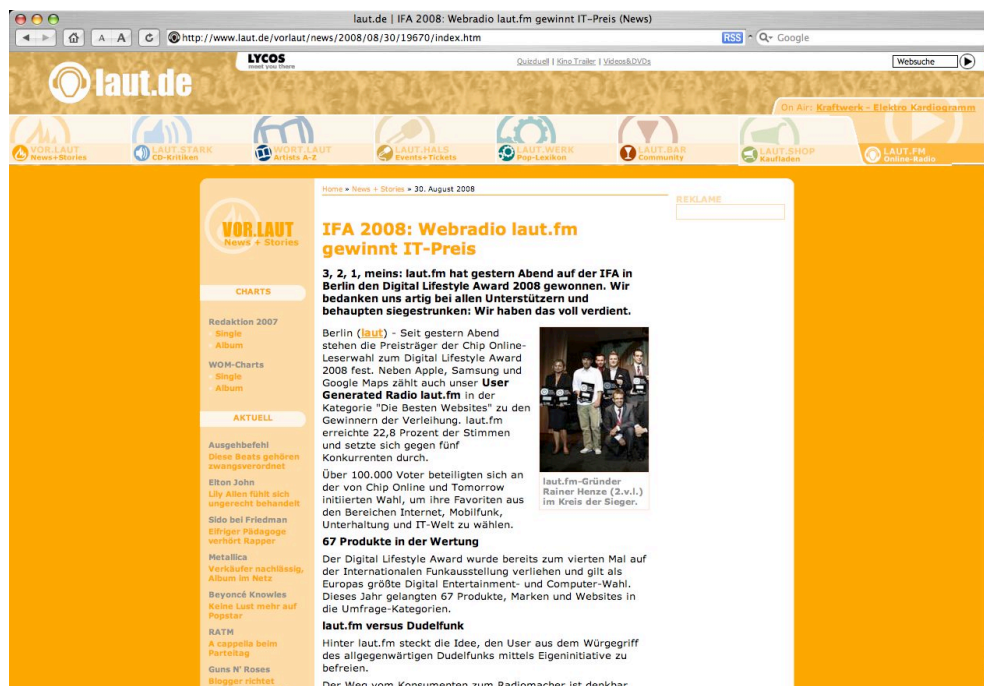 laut.de | IFA 2008: Webradio laut.fm gewinnt IT-Preis (News)
A A
http://www.laut.de/vorlaut/news/2008/08/30/19670/index.htm
RSS
Google
LYCOS
meet you there
Quizduell | Kino Trailer | Videos&DVDs
Websuche
laut.de
On Air: Kraftwerk - Elektro Kardiogramm
VOR.LAUT
News+Stories
LAUT.STARK
CD-Kritiken
WORT.LAUT
Artists A-Z
LAUT.HALS
Events+Tickets
LAUT.WERK
Pop-Lexikon
LAUT.BAR
Community
LAUT.SHOP
Kaufladen
LAUT.FM
Online-Radio
Home » News + Stories » 30. August 2008
REKLAME
VOR.LAUT
News + Stories
CHARTS
Redaktion 2007
Single
Album
WOM-Charts
Single
Album
AKTUELL
Ausgehbefehl
Diese Beats gehören
zwangsverordnet
Elton John
Lily Allen fühlt sich
ungerecht behandelt
Sido bei Friedman
Eifriger Pädagoge
verhört Rapper
Metallica
Verkäufer nachlässig,
Album im Netz
Beyoncé Knowles
Keine Lust mehr auf
Popstar
RATM
A cappella beim
Parteitag
Guns N' Roses
Blogger richtet
IFA 2008: Webradio laut.fm
gewinnt IT-Preis
3, 2, 1, meins: laut.fm hat gestern Abend auf der IFA in
Berlin den Digital Lifestyle Award 2008 gewonnen. Wir
bedanken uns artig bei allen Unterstützern und
behaupten siegestrunken: Wir haben das voll verdient.
Berlin (laut) - Seit gestern Abend
stehen die Preisträger der Chip Online-
Leserwahl zum Digital Lifestyle Award
2008 fest. Neben Apple, Samsung und
Google Maps zählt auch unser User
Generated Radio laut.fm in der
Kategorie "Die Besten Websites" zu den
Gewinnern der Verleihung. laut.fm
erreichte 22,8 Prozent der Stimmen
und setzte sich gegen fünf
Konkurrenten durch.
Über 100.000 Voter beteiligten sich an
der von Chip Online und Tomorrow
initiierten Wahl, um ihre Favoriten aus
den Bereichen Internet, Mobilfunk,
Unterhaltung und IT-Welt zu wählen.
laut.fm-Gründer
Rainer Henze (2.v.l.)
im Kreis der Sieger.
67 Produkte in der Wertung
Der Digital Lifestyle Award wurde bereits zum vierten Mal auf
der Internationalen Funkausstellung verliehen und gilt als
Europas größte Digital Entertainment- und Computer-Wahl.
Dieses Jahr gelangten 67 Produkte, Marken und Websites in
die Umfrage-Kategorien.
laut.fm versus Dudelfunk
Hinter laut.fm steckt die Idee, den User aus dem Würgegriff
des allgegenwärtigen Dudelfunks mittels Eigeninitiative zu
befreien.
Der Weg vom Konsumenten zum Radiomacher ist denkbar